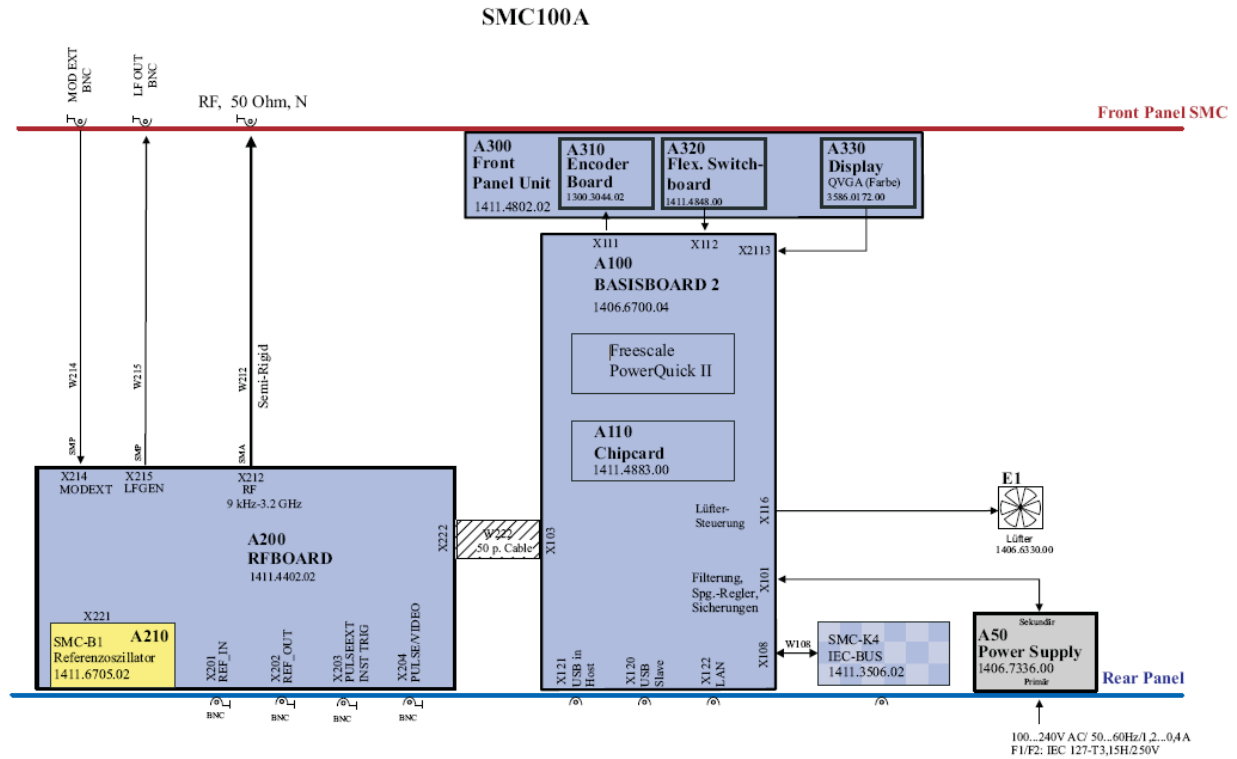 SMC100A
MOD EXT
BNC
LF OUT
BNC
RF, 50 Ohm, N
Front Panel SMC
A300
Front
Panel Unit
1411.4802.02
A310
Encoder
Board
1300.3044.02
A320
Flex. Switch-
board
1411.4848.00
A330
Display
QVGA (Farbe)
3586.0172.00
X111
X112
X2113
A100
BASISBOARD 2
1406.6700.04
Freescale
PowerQuick II
A110
Chipcard
1411.4883.00
W214
W215
W212
Semi-Rigid
SMP
SMP
SMA
X214
MODEXT
X215
LFGEN
X212
RF
9 kHz-3.2 GHz
A200
RFBOARD
1411.4402.02
X222
W222
50 p. Cable
X103
Lüfter-
Steuerung
X116
E1
Lüfter
1406.6330.00
Filterung,
Spg.-Regler,
Sicherungen
X101
X221
SMC-B1 A210
Referenzoszillator
1411.6705.02
X201
REF_IN
X202
REF_OUT
X203
PULSEEXT
INST TRIG
X204
PULSE/VIDEO
X121
USB in
Host
X120
USB
Slave
X122
LAN
X108
W108
SMC-K4
IEC-BUS
1411.3506.02
Sekundär
A50
Power Supply
1406.7336.00
Primär
Rear Panel
BNC
BNC
BNC
BNC
100...240V AC/ 50...60Hz/1,2...0,4A
F1/F2: IEC 127-T3,15H/250V